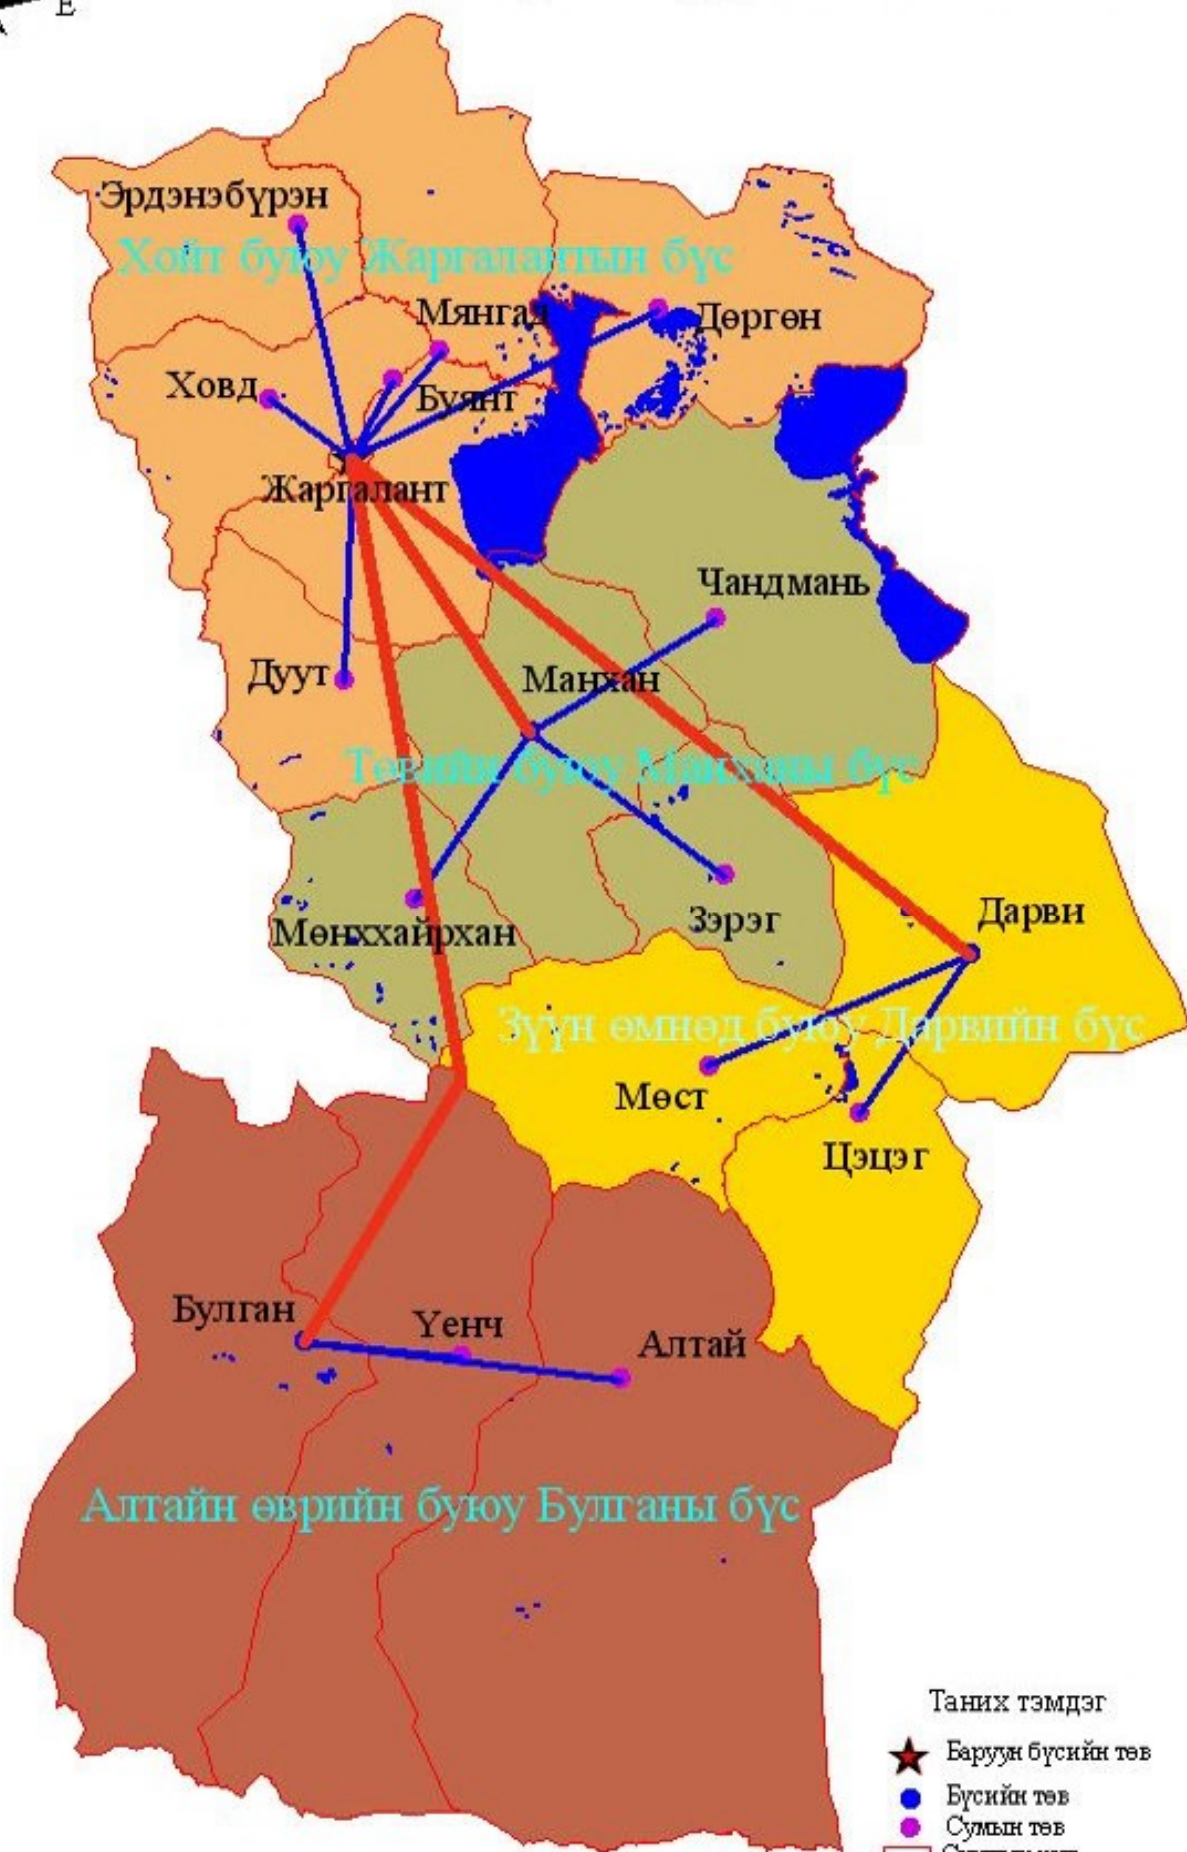 E
Эрдэнэбүрэн
Хойт буюу Жаргалантын бүс
Мянгад
Дөргөн
Ховд
Буянт
Жаргалант
Чандмань
Дуут
Манхан
Төвийн буюу Манханы бүс
Дарви
Зэрэг
Мөнххайрхан
Зүүн өмнөд буюу Дарвийн бүс
Мөст
Цэцэг
Булган
Үенч
Алтай
Алтайн өврийн буюу Булганы бүс
Таних тэмдэг
Баруун бүсийн төв
Бүсийн төв
Сумын төв